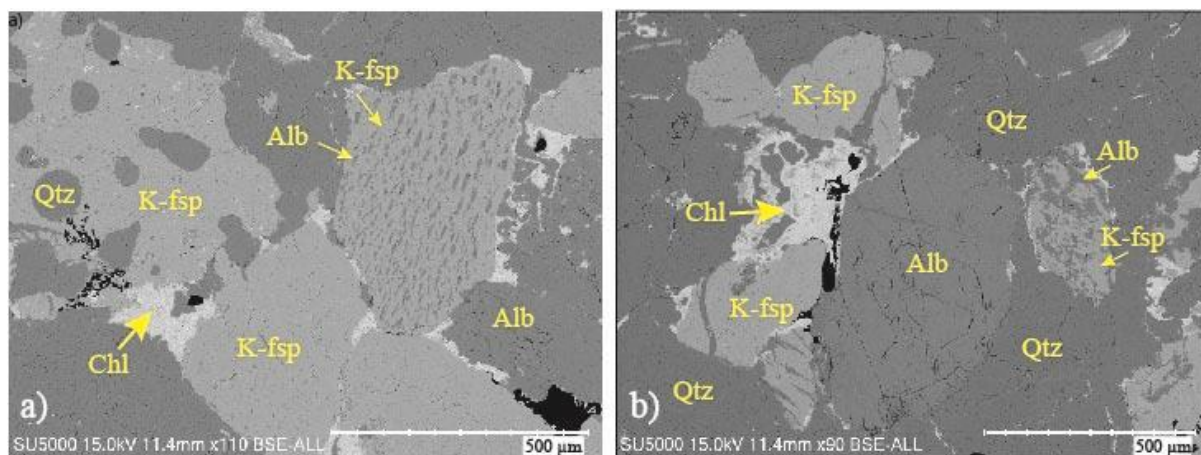 a)
K-fsp
Alb
Qtz
K-fsp
Chl
K-fsp
Alb
a)
SU5000 15.0kV 11.4mm x110 BSE-ALL
500 µm
K-fsp
Qtz
Alb
Chl
K-fsp
Alb
K-fsp
Qtz
Qtz
b)
SU5000 15.0kV 11.4mm x90 BSE-ALL
500 µm